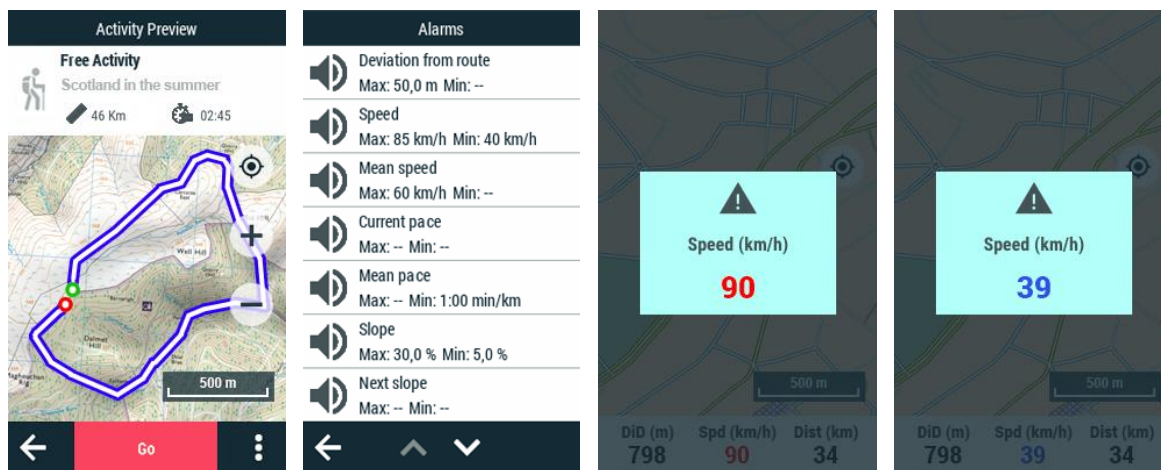 Activity Preview
Free Activity
Scotland in the summer
46 Km
02:45
Well Hill
Dalmet
Hill
500 m
Go
Alarms
Deviation from route
Max: 50,0 m Min: --
Speed
Max: 85 km/h Min: 40 km/h
Mean speed
Max: 60 km/h Min: --
Current pace
Max: -- Min: --
Mean pace
Max: -- Min: 1:00 min/km
Slope
Max: 30,0 % Min: 5,0 %
Next slope
Max: -- Min: --
Speed (km/h)
90
500 m
DiD (m) Spd (km/h) Dist (km)
798 90 34
Speed (km/h)
39
500 m
DiD (m) Spd (km/h) Dist (km)
798 39 34